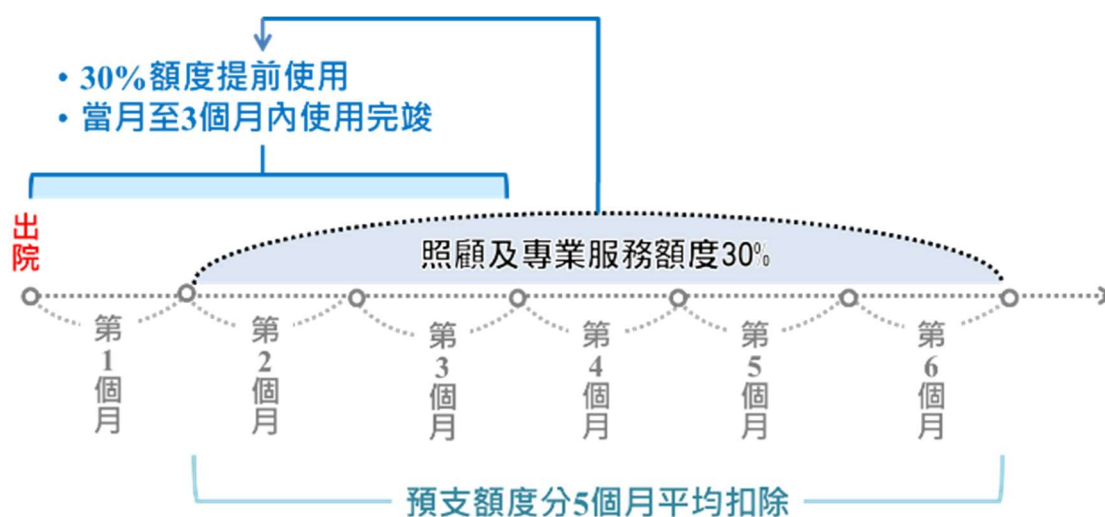 • 30%額度提前使用
• 當月至3個月內使用完竣
出院
照顧及專業服務額度30%
第1個月
第2個月
第3個月
第4個月
第5個月
第6個月
預支額度分5個月平均扣除